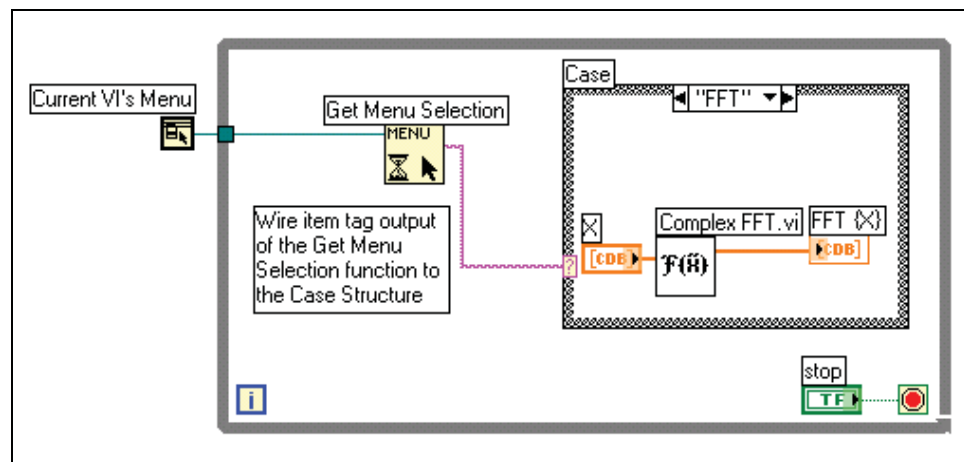 Current VI's Menu
Get Menu Selection
MENU
Wire item tag output
of the Get Menu
Selection function to
the Case Structure
Case
"FFT"
X
[CDB]
Complex FFT.vi
F(x̃)
FFT {X}
[CDB]
?
i
stop
TF